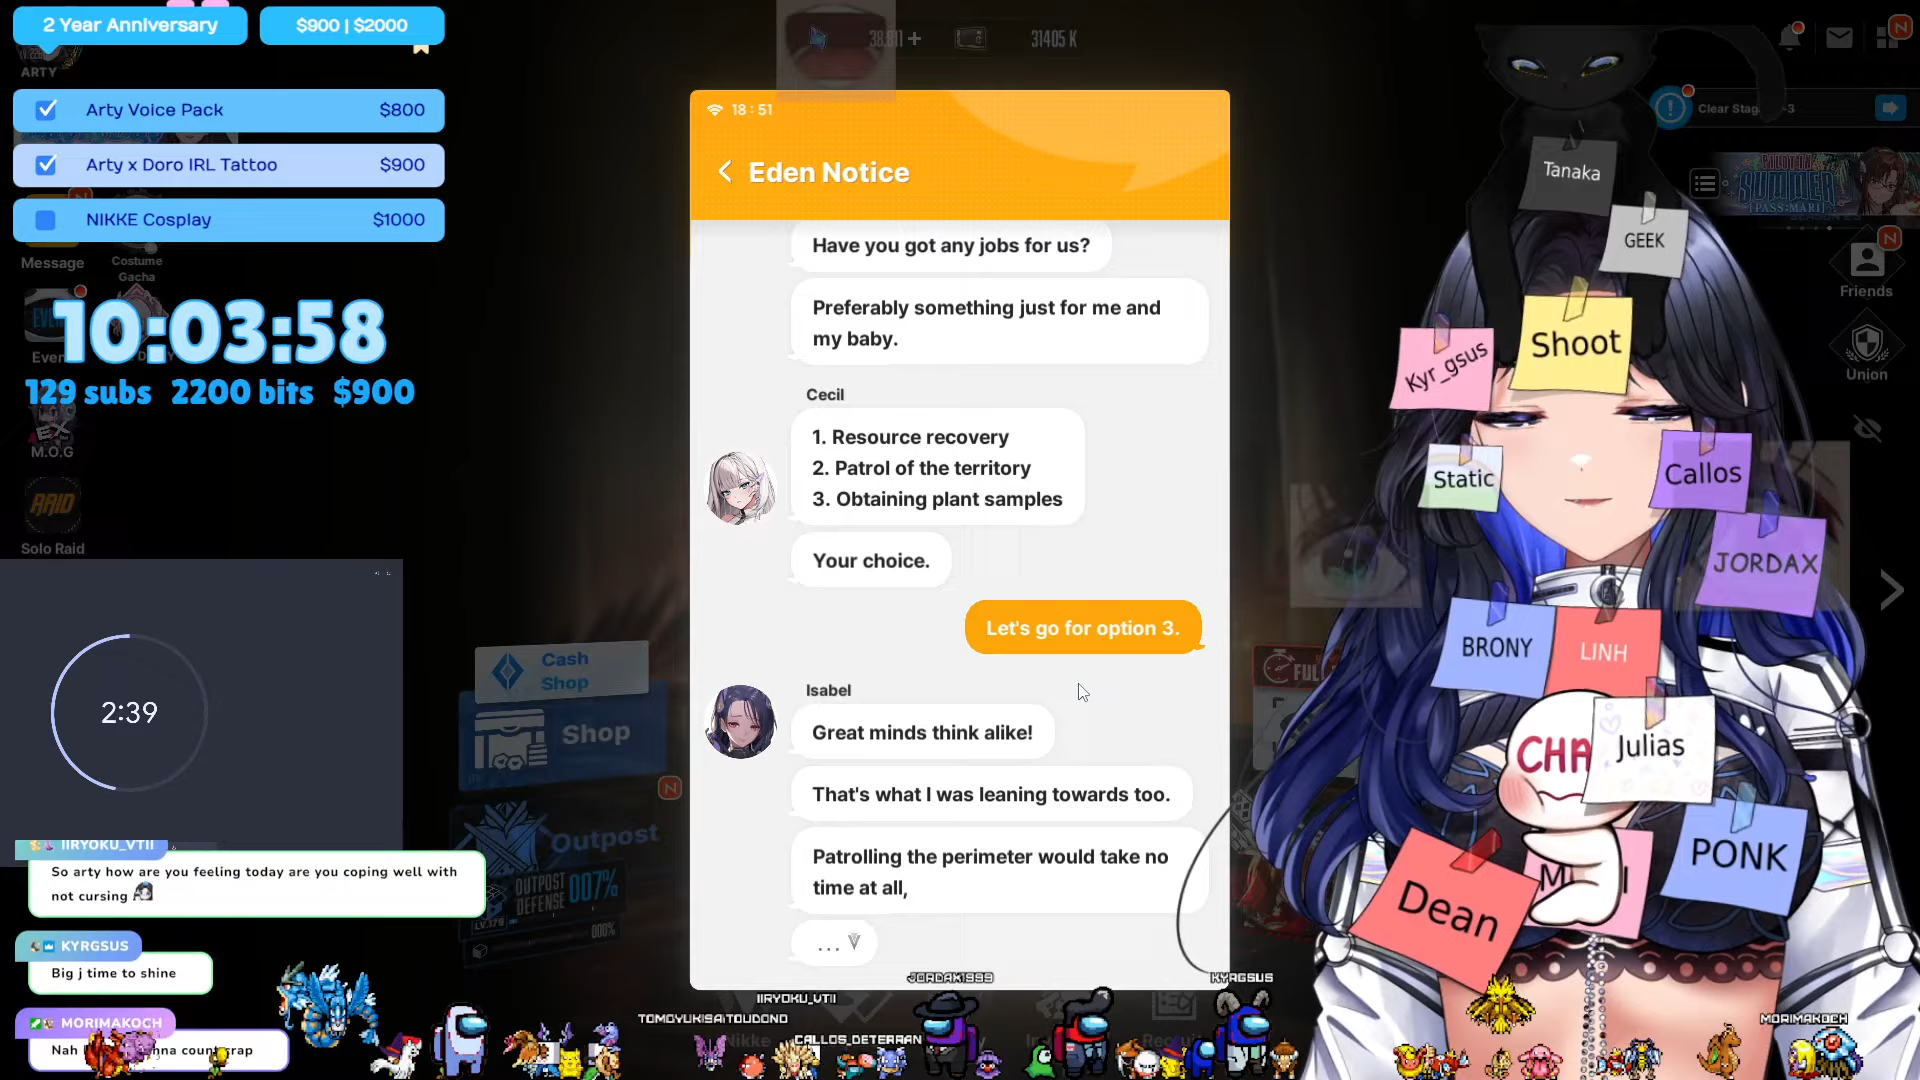 2 Year Anniversary
$900 | $2000
ARTY
Arty Voice Pack $800
Arty x Doro IRL Tattoo $900
NIKKE Cosplay $1000
Message
Costume
Gacha
10:03:58
129 subs 2200 bits $900
M.O.G
RAID
Solo Raid
2:39
IIRYOKU_VTII
So arty how are you feeling today are you coping well with
not cursing
KYRGSUS
Big j time to shine
MORIMAKOCH
Nah
31405 K
18:51
Eden Notice
Have you got any jobs for us?
Preferably something just for me and
my baby.
Cecil
1. Resource recovery
2. Patrol of the territory
3. Obtaining plant samples
Your choice.
Let's go for option 3.
Isabel
Great minds think alike!
That's what I was leaning towards too.
Patrolling the perimeter would take no
time at all,
...
Cash
Shop
Shop
Outpost
OUTPOST
DEFENSE 007%
000%
N
Clear
SUMMER
[PASS:MARI]
Friends
Union
Tanaka
GEEK
Shoot
Kyr_gsus
Static
Callos
JORDAX
BRONY
LINH
CHA
Julias
PONK
Dean
JORDAX1999
KYRGSUS
IIRYOKU_VTII
TOMOYUKISAITOUDONO
CALLOS_DETERRAN
MORIMAKOCH